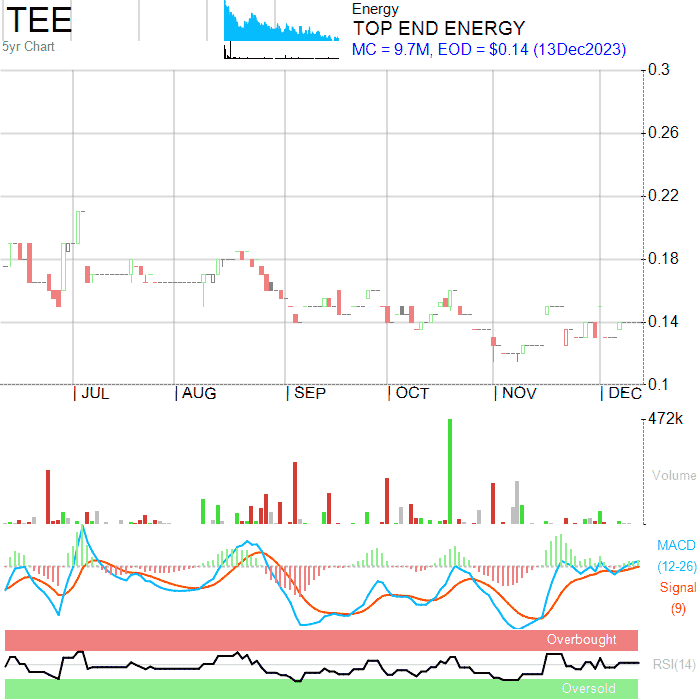 TEE
5yr Chart
Energy
TOP END ENERGY
MC = 9.7M, EOD = $0.14 (13Dec2023)
0.3
0.26
0.22
0.18
0.14
0.1
JUL
AUG
SEP
OCT
NOV
DEC
472K
Volume
MACD
(12-26)
Signal
(9)
Overbought
RSI(14)
Oversold